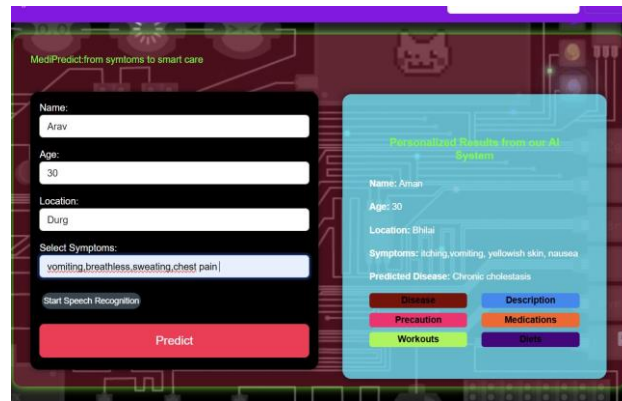 MediPredict:from symtoms to smart care
Name:
Arav
Age:
30
Location:
Durg
Select Symptoms:
vomiting,breathless,sweating,chest pain
Start Speech Recognition
Predict
Personalized Results from our AI
System
Name: Aman
Age: 30
Location: Bhilai
Symptoms: itching,vomiting, yellowish skin, nausea
Predicted Disease: Chronic cholestasis
Disease
Description
Precaution
Medications
Workouts
Diets